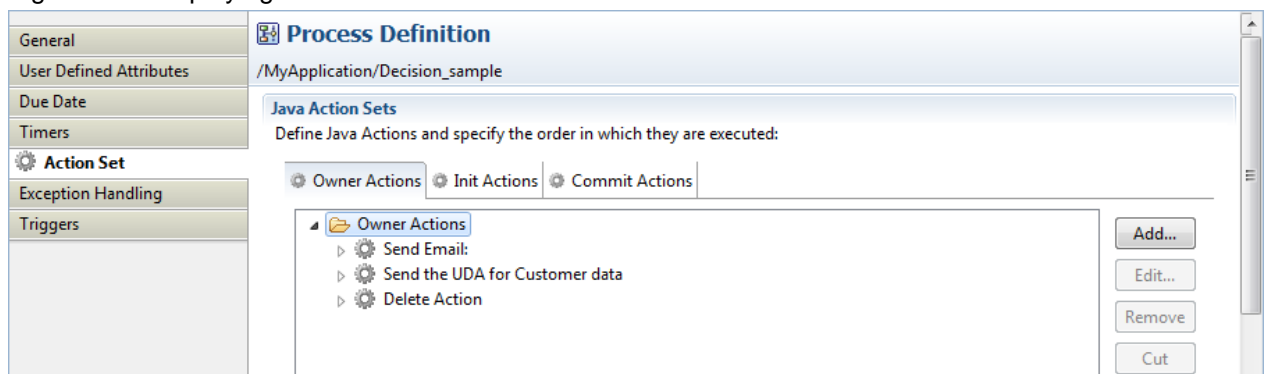 General
User Defined Attributes
Due Date
Timers
Action Set
Exception Handling
Triggers
Process Definition
/MyApplication/Decision_sample
Java Action Sets
Define Java Actions and specify the order in which they are executed:
Owner Actions Init Actions Commit Actions
Owner Actions
Send Email:
Send the UDA for Customer data
Delete Action
Add...
Edit...
Remove
Cut